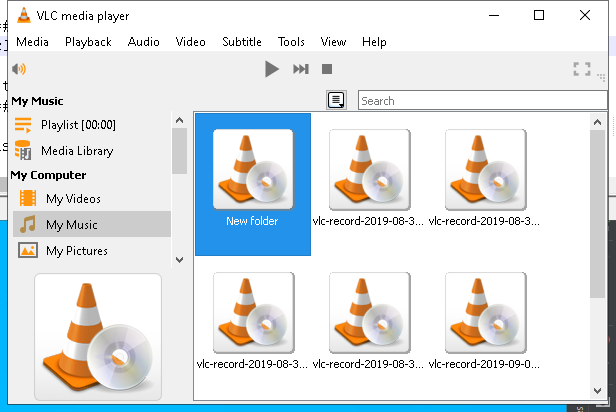 VLC media player
Media Playback Audio Video Subtitle Tools View Help
My Music
Search
Playlist [00:00]
Media Library
My Computer
My Videos
My Music
My Pictures
New folder
vlc-record-2019-08-3...
vlc-record-2019-08-3...
vlc-record-2019-08-3...
vlc-record-2019-08-3...
vlc-record-2019-09-0...